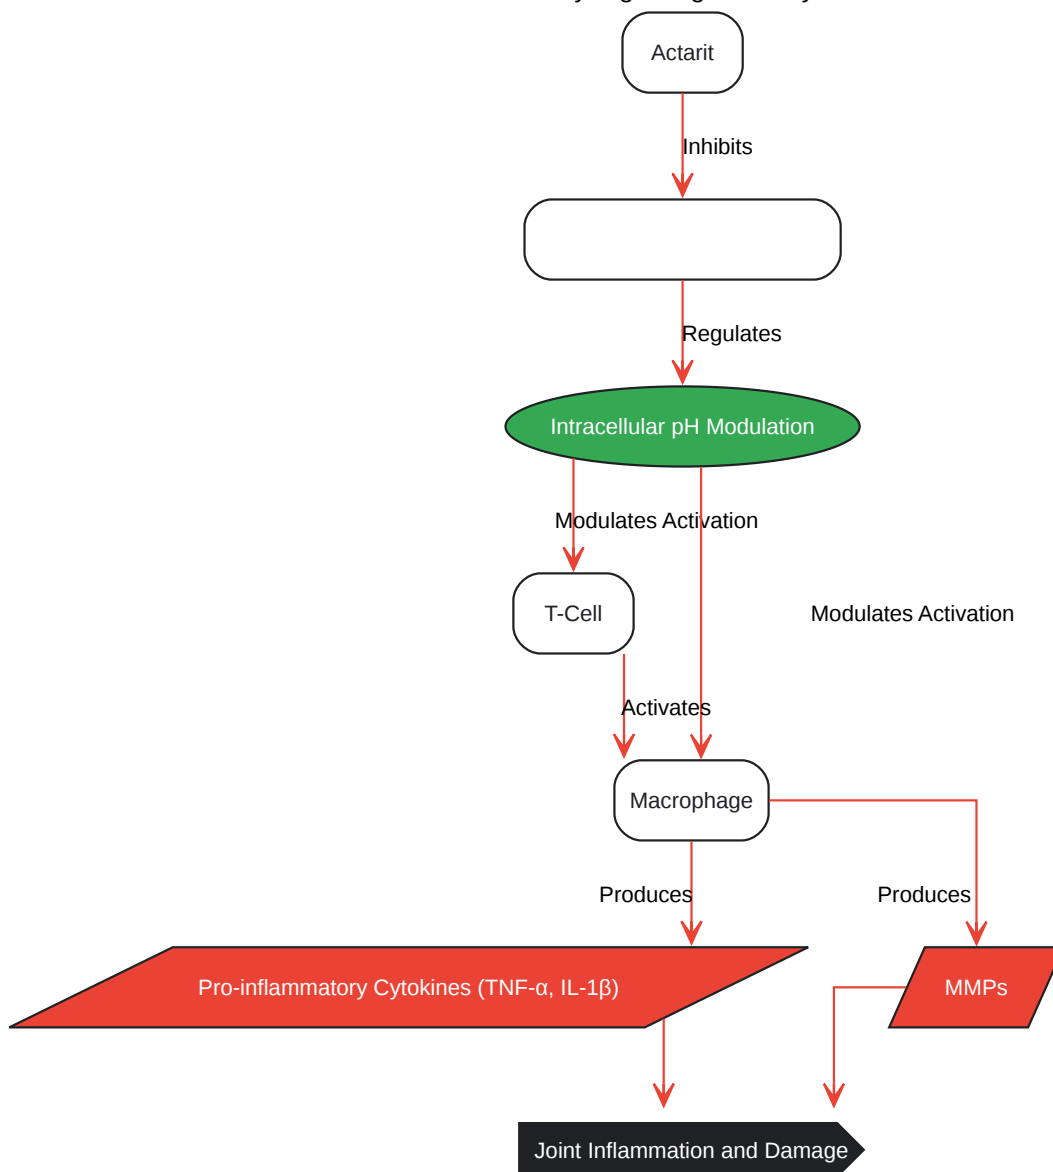 Actarit
Inhibits
Regulates
Intracellular pH Modulation
Modulates Activation
T-Cell
Modulates Activation
Activates
Macrophage
Produces
Produces
Pro-inflammatory Cytokines (TNF-α, IL-1β)
MMPs
Joint Inflammation and Damage